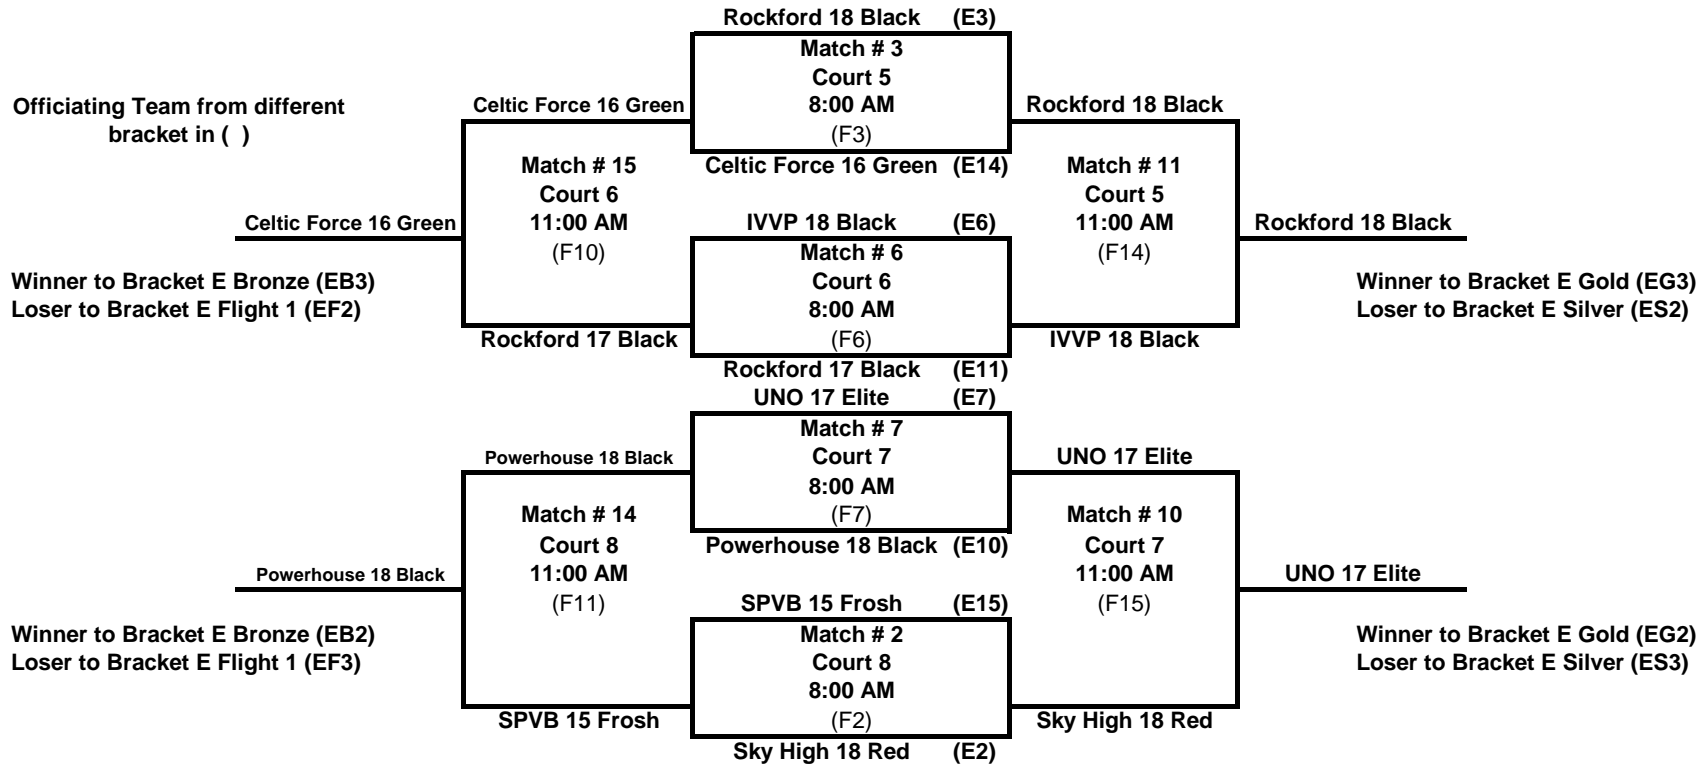 Rockford 18 Black (E3)
Match # 3
Court 5
8:00 AM
(F3)
Celtic Force 16 Green (E14)
Officiating Team from different
bracket in ( )
Celtic Force 16 Green
Rockford 18 Black
Match # 15
Court 6
11:00 AM
(F10)
Match # 11
Court 5
11:00 AM
(F14)
Celtic Force 16 Green
IVVP 18 Black (E6)
Rockford 18 Black
Match # 6
Court 6
8:00 AM
(F6)
Winner to Bracket E Bronze (EB3)
Loser to Bracket E Flight 1 (EF2)
Winner to Bracket E Gold (EG3)
Loser to Bracket E Silver (ES2)
Rockford 17 Black
IVVP 18 Black
Rockford 17 Black (E11)
UNO 17 Elite (E7)
Match # 7
Court 7
8:00 AM
(F7)
Powerhouse 18 Black
UNO 17 Elite
Powerhouse 18 Black (E10)
Match # 14
Court 8
11:00 AM
(F11)
Match # 10
Court 7
11:00 AM
(F15)
Powerhouse 18 Black
UNO 17 Elite
SPVB 15 Frosh (E15)
Match # 2
Court 8
8:00 AM
(F2)
Winner to Bracket E Bronze (EB2)
Loser to Bracket E Flight 1 (EF3)
Winner to Bracket E Gold (EG2)
Loser to Bracket E Silver (ES3)
SPVB 15 Frosh
Sky High 18 Red
Sky High 18 Red (E2)